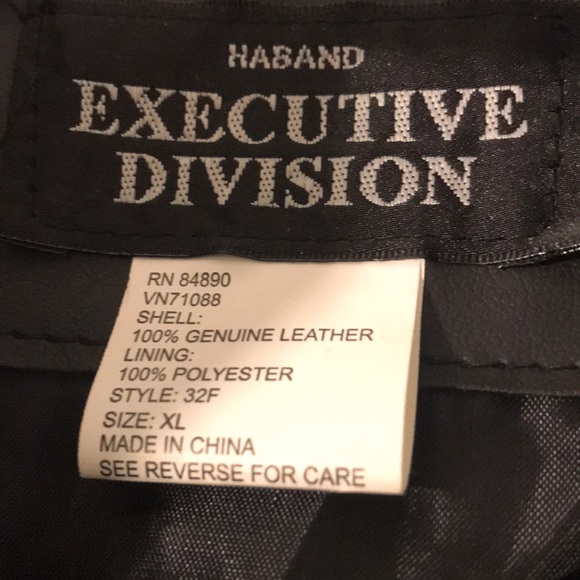 HABAND
EXECUTIVE
DIVISION
RN 84890
VN71088
SHELL:
100% GENUINE LEATHER
LINING:
100% POLYESTER
STYLE: 32F
SIZE: XL
MADE IN CHINA
SEE REVERSE FOR CARE